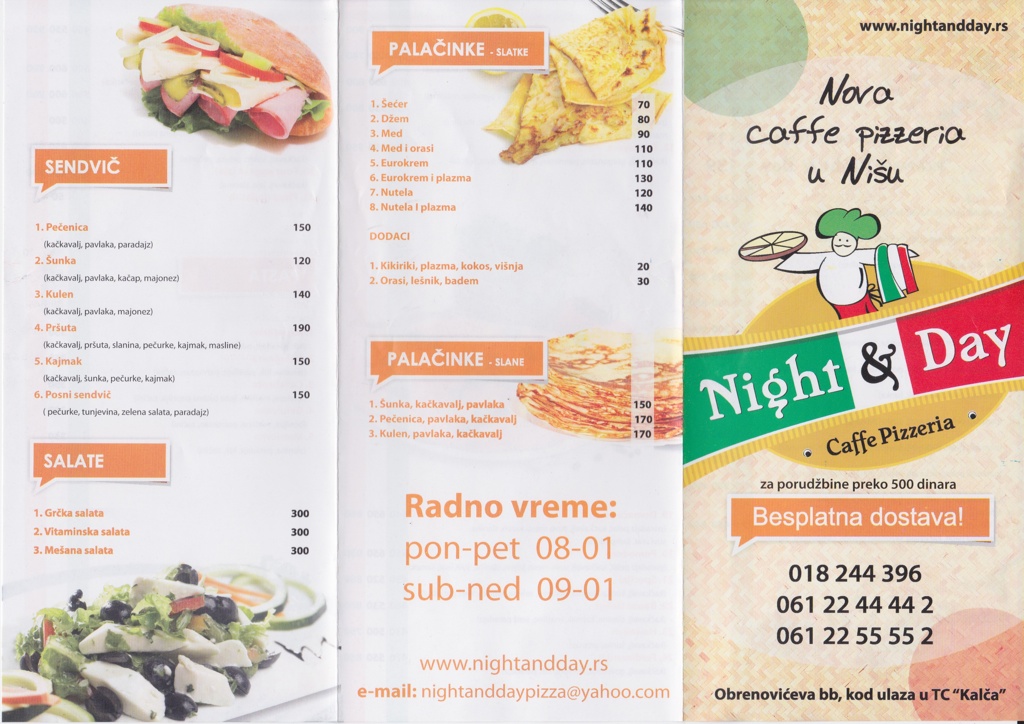 SENDVIČ
1. Pečenica 150
(kačkavalj, pavlaka, paradajz)
2. Šunka 120
(kačkavalj, pavlaka, kačap, majonez)
3. Kulen 140
(kačkavalj, pavlaka, majonez)
4. Pršuta 190
(kačkavalj, pršuta, slanina, pečurke, kajmak, masline)
5. Kajmak 150
(kačkavalj, šunka, pečurke, kajmak)
6. Posni sendvič 150
( pečurke, tunjevina, zelena salata, paradajz)
SALATE
1. Grčka salata 300
2. Vitaminska salata 300
3. Mešana salata 300
PALAČINKE - SLATKE
1. Šećer 70
2. Džem 80
3. Med 90
4. Med i orasi 110
5. Eurokrem 110
6. Eurokrem i plazma 130
7. Nutela 120
8. Nutela I plazma 140
DODACI
1. Kikiriki, plazma, kokos, višnja 20
2. Orasi, lešnik, badem 30
PALAČINKE - SLANE
1. Šunka, kačkavalj, pavlaka 150
2. Pečenica, pavlaka, kačkavalj 170
3. Kulen, pavlaka, kačkavalj 170
Radno vreme:
pon-pet 08-01
sub-ned 09-01
www.nightandday.rs
e-mail: nightanddaypizza@yahoo.com
www.nightandday.rs
Nova
caffe pizzeria
u Nišu
Night & Day
Caffe Pizzeria
za porudžbine preko 500 dinara
Besplatna dostava!
018 244 396
061 22 44 44 2
061 22 55 55 2
Obrenovićeva bb, kod ulaza u TC "Kalča"